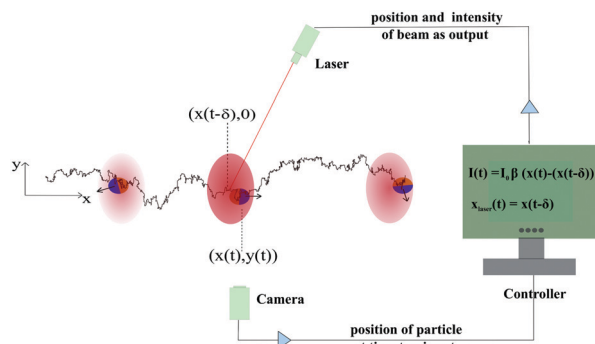 position and intensity
of beam as output
Laser
(x(t-δ),0)
y
x
I(t) =I₀β (x(t)-(x(t-δ))
x_laser(t) = x(t-δ)
(x(t),y(t))
Camera
Controller
position of particle